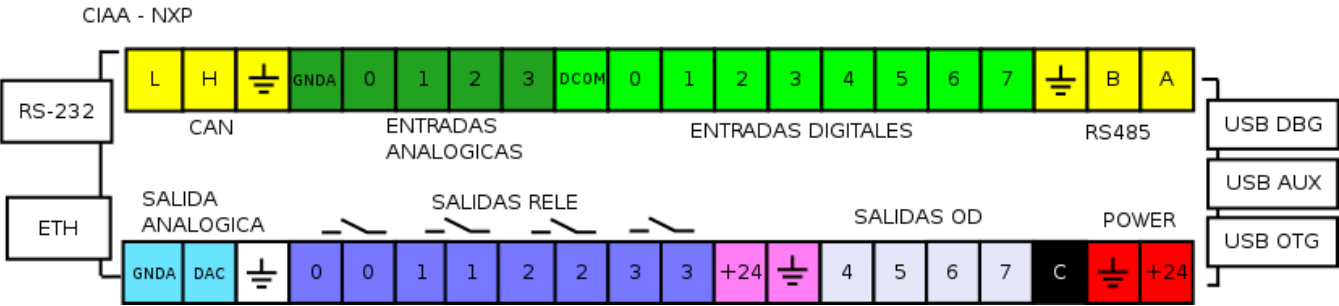 CIAA - NXP
L H GNDA 0 1 2 3 DCOM 0 1 2 3 4 5 6 7 B A
RS-232
CAN
ENTRADAS
ANALOGICAS
ENTRADAS DIGITALES
RS485
USB DBG
USB AUX
USB OTG
ETH
SALIDA
ANALOGICA
SALIDAS RELE
SALIDAS OD
POWER
GNDA DAC 0 0 1 1 2 2 3 3 +24 4 5 6 7 C +24